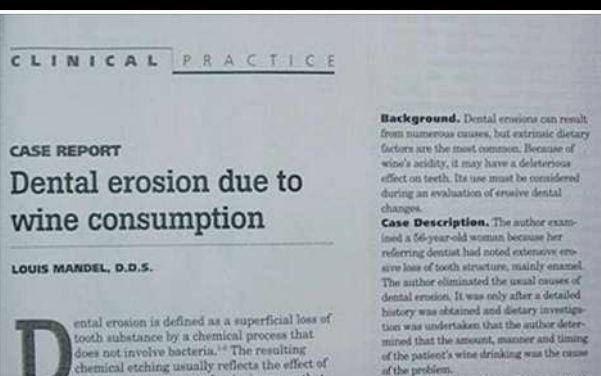 CLINICAL PRACTICE
CASE REPORT
Dental erosion due to
wine consumption
LOUIS MANDEL, D.D.S.
Dental erosion is defined as a superficial loss of
tooth substance by a chemical process that
does not involve bacteria.
The resulting
chemical etching usually reflects the effect of
Background. Dental erosions can result
from numerous causes, but extrinsic dietary
factors are the most common. Because of
wine's acidity, it may have a deleterious
effect on teeth. Its use must be considered
during an evaluation of erosive dental
changes.
Case Description. The author exam-
ined a 56-year-old woman because her
referring dentist had noted extensive ero-
sive loss of tooth structure, mainly enamel.
The author eliminated the usual causes of
dental erosion. It was only after a detailed
history was obtained and dietary investiga-
tion was undertaken that the author deter-
mined that the amount, manner and timing
of the patient's wine drinking was the cause
of the problem.